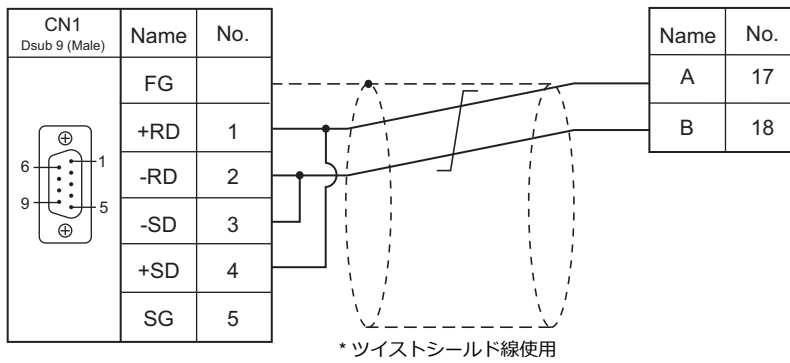 CN1
Dsub 9 (Male)
Name No.
FG
+RD 1
-RD 2
-SD 3
+SD 4
SG 5
6 1
9 5
Name No.
A 17
B 18
* ツイストシールド線使用